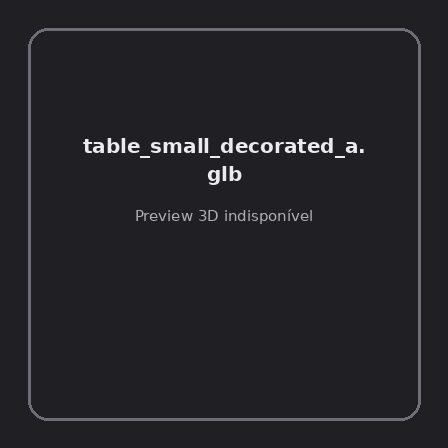 table_small_decorated_a.
glb
Preview 3D indisponível